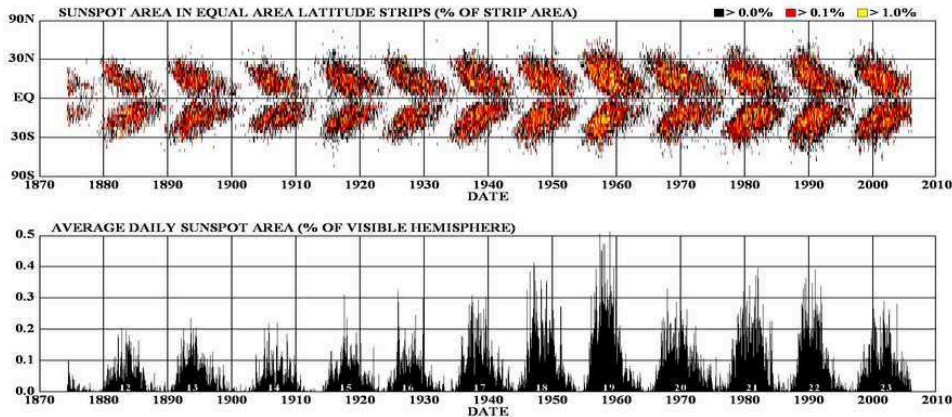 SUNSPOT AREA IN EQUAL AREA LATITUDE STRIPS (% OF STRIP AREA) > 0.0% > 0.1% > 1.0%
90N
30N
EQ
30S
90S
1870 1880 1890 1900 1910 1920 1930 1940 1950 1960 1970 1980 1990 2000 2010
DATE
AVERAGE DAILY SUNSPOT AREA (% OF VISIBLE HEMISPHERE)
0.5
0.4
0.3
0.2
0.1
0.0
12 13 14 15 16 17 18 19 20 21 22 23
1870 1880 1890 1900 1910 1920 1930 1940 1950 1960 1970 1980 1990 2000 2010
DATE